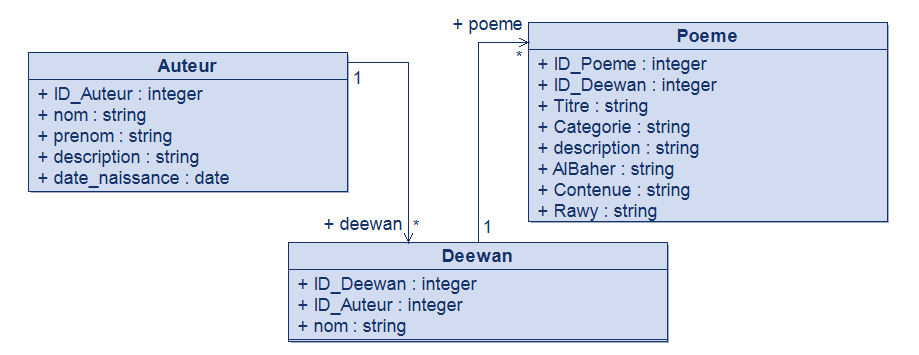 Auteur
+ ID_Auteur : integer
+ nom : string
+ prenom : string
+ description : string
+ date_naissance : date
1
+ deewan
*
+ poeme
*
Poeme
+ ID_Poeme : integer
+ ID_Deewan : integer
+ Titre : string
+ Categorie : string
+ description : string
+ AlBaher : string
+ Contenue : string
+ Rawy : string
1
Deewan
+ ID_Deewan : integer
+ ID_Auteur : integer
+ nom : string